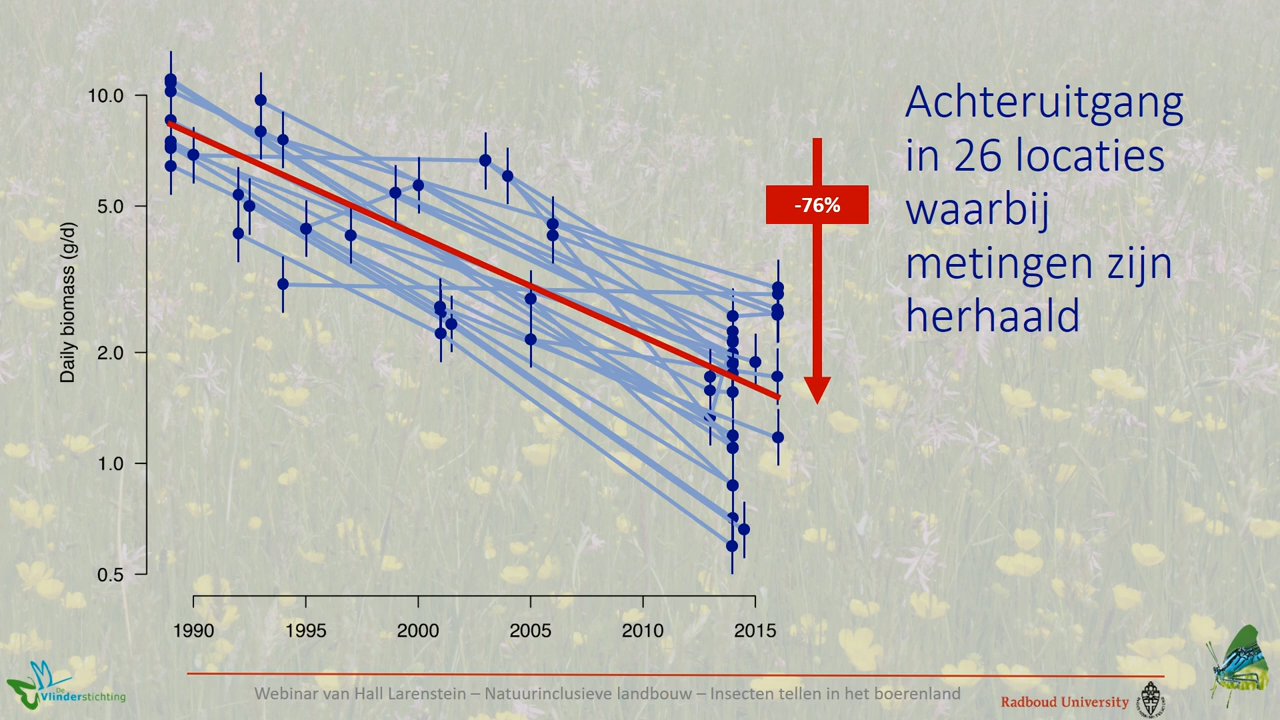 Achteruitgang
in 26 locaties
waarbij
metingen zijn
herhaald
-76%
Daily biomass (g/d)
10.0
5.0
2.0
1.0
0.5
1990 1995 2000 2005 2010 2015
De
Vlinderstichting
Webinar van Hall Larenstein – Natuurinclusieve landbouw – Insecten tellen in het boerenland
Radboud University